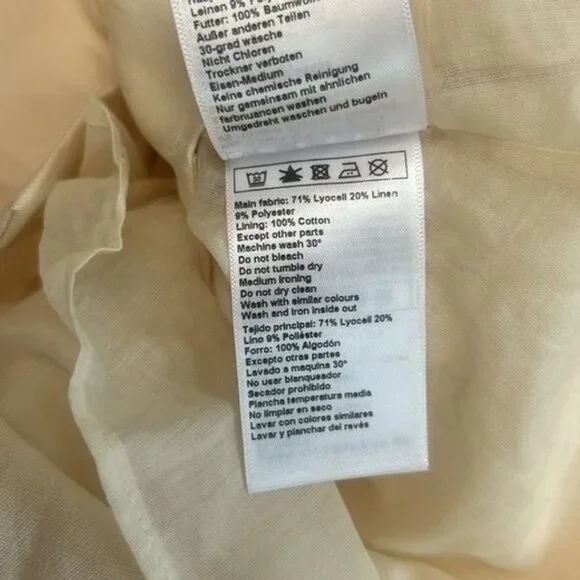 Leinen 9%
Futter: 100% Baumwolle
Außer anderen Teilen
30-grad wäsche
Nicht Chloren
Trockner verboten
Eisen-Medium
Keine chemische Reinigung
Nur gemeinsam mit ähnlichen
farbnuancen washen
Umgedreht waschen und bugeln
Main fabric: 71% Lyocell 20% Linen
9% Polyester
Lining: 100% Cotton
Except other parts
Machine wash 30°
Do not bleach
Do not tumble dry
Medium ironing
Do not dry clean
Wash with similar colours
Wash and iron inside out
Tejido principal: 71% Lyocell 20%
Lino 9% Poliéster
Forro: 100% Algodón
Excepto otras partes
Lavado a maquina 30°
No usar blanqueador
Secador prohibido
Plancha temperatura media
No limpiar en seco
Lavar con colores similares
Lavar y plancher del revès